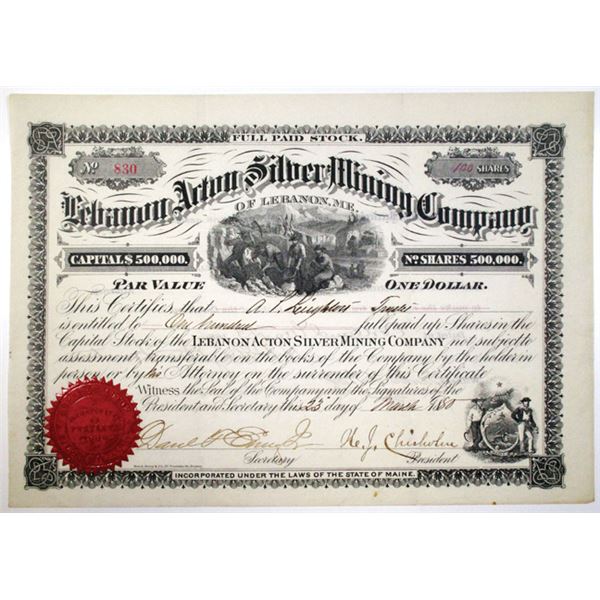 FULL PAID STOCK.
No 830
100 SHARES
Lebanon Acton Silver Mining Company
OF LEBANON, ME.
CAPITAL $ 500,000.
No. SHARES 500,000.
PAR VALUE ONE DOLLAR.
This Certifies that A. P. Leighton
is entitled to One hundred full paid up Shares in the
Capital Stock of the LEBANON ACTON SILVER MINING COMPANY not subject to
assessment, transferable on the books of the Company by the holder in
person or by his Attorney on the surrender of this Certificate
Witness the Seal of the Company and the Signatures of the
President and Secretary this 25 day of March 1880
H. J. Chisholm
Secretary President
INCORPORATED UNDER THE LAWS OF THE STATE OF MAINE.